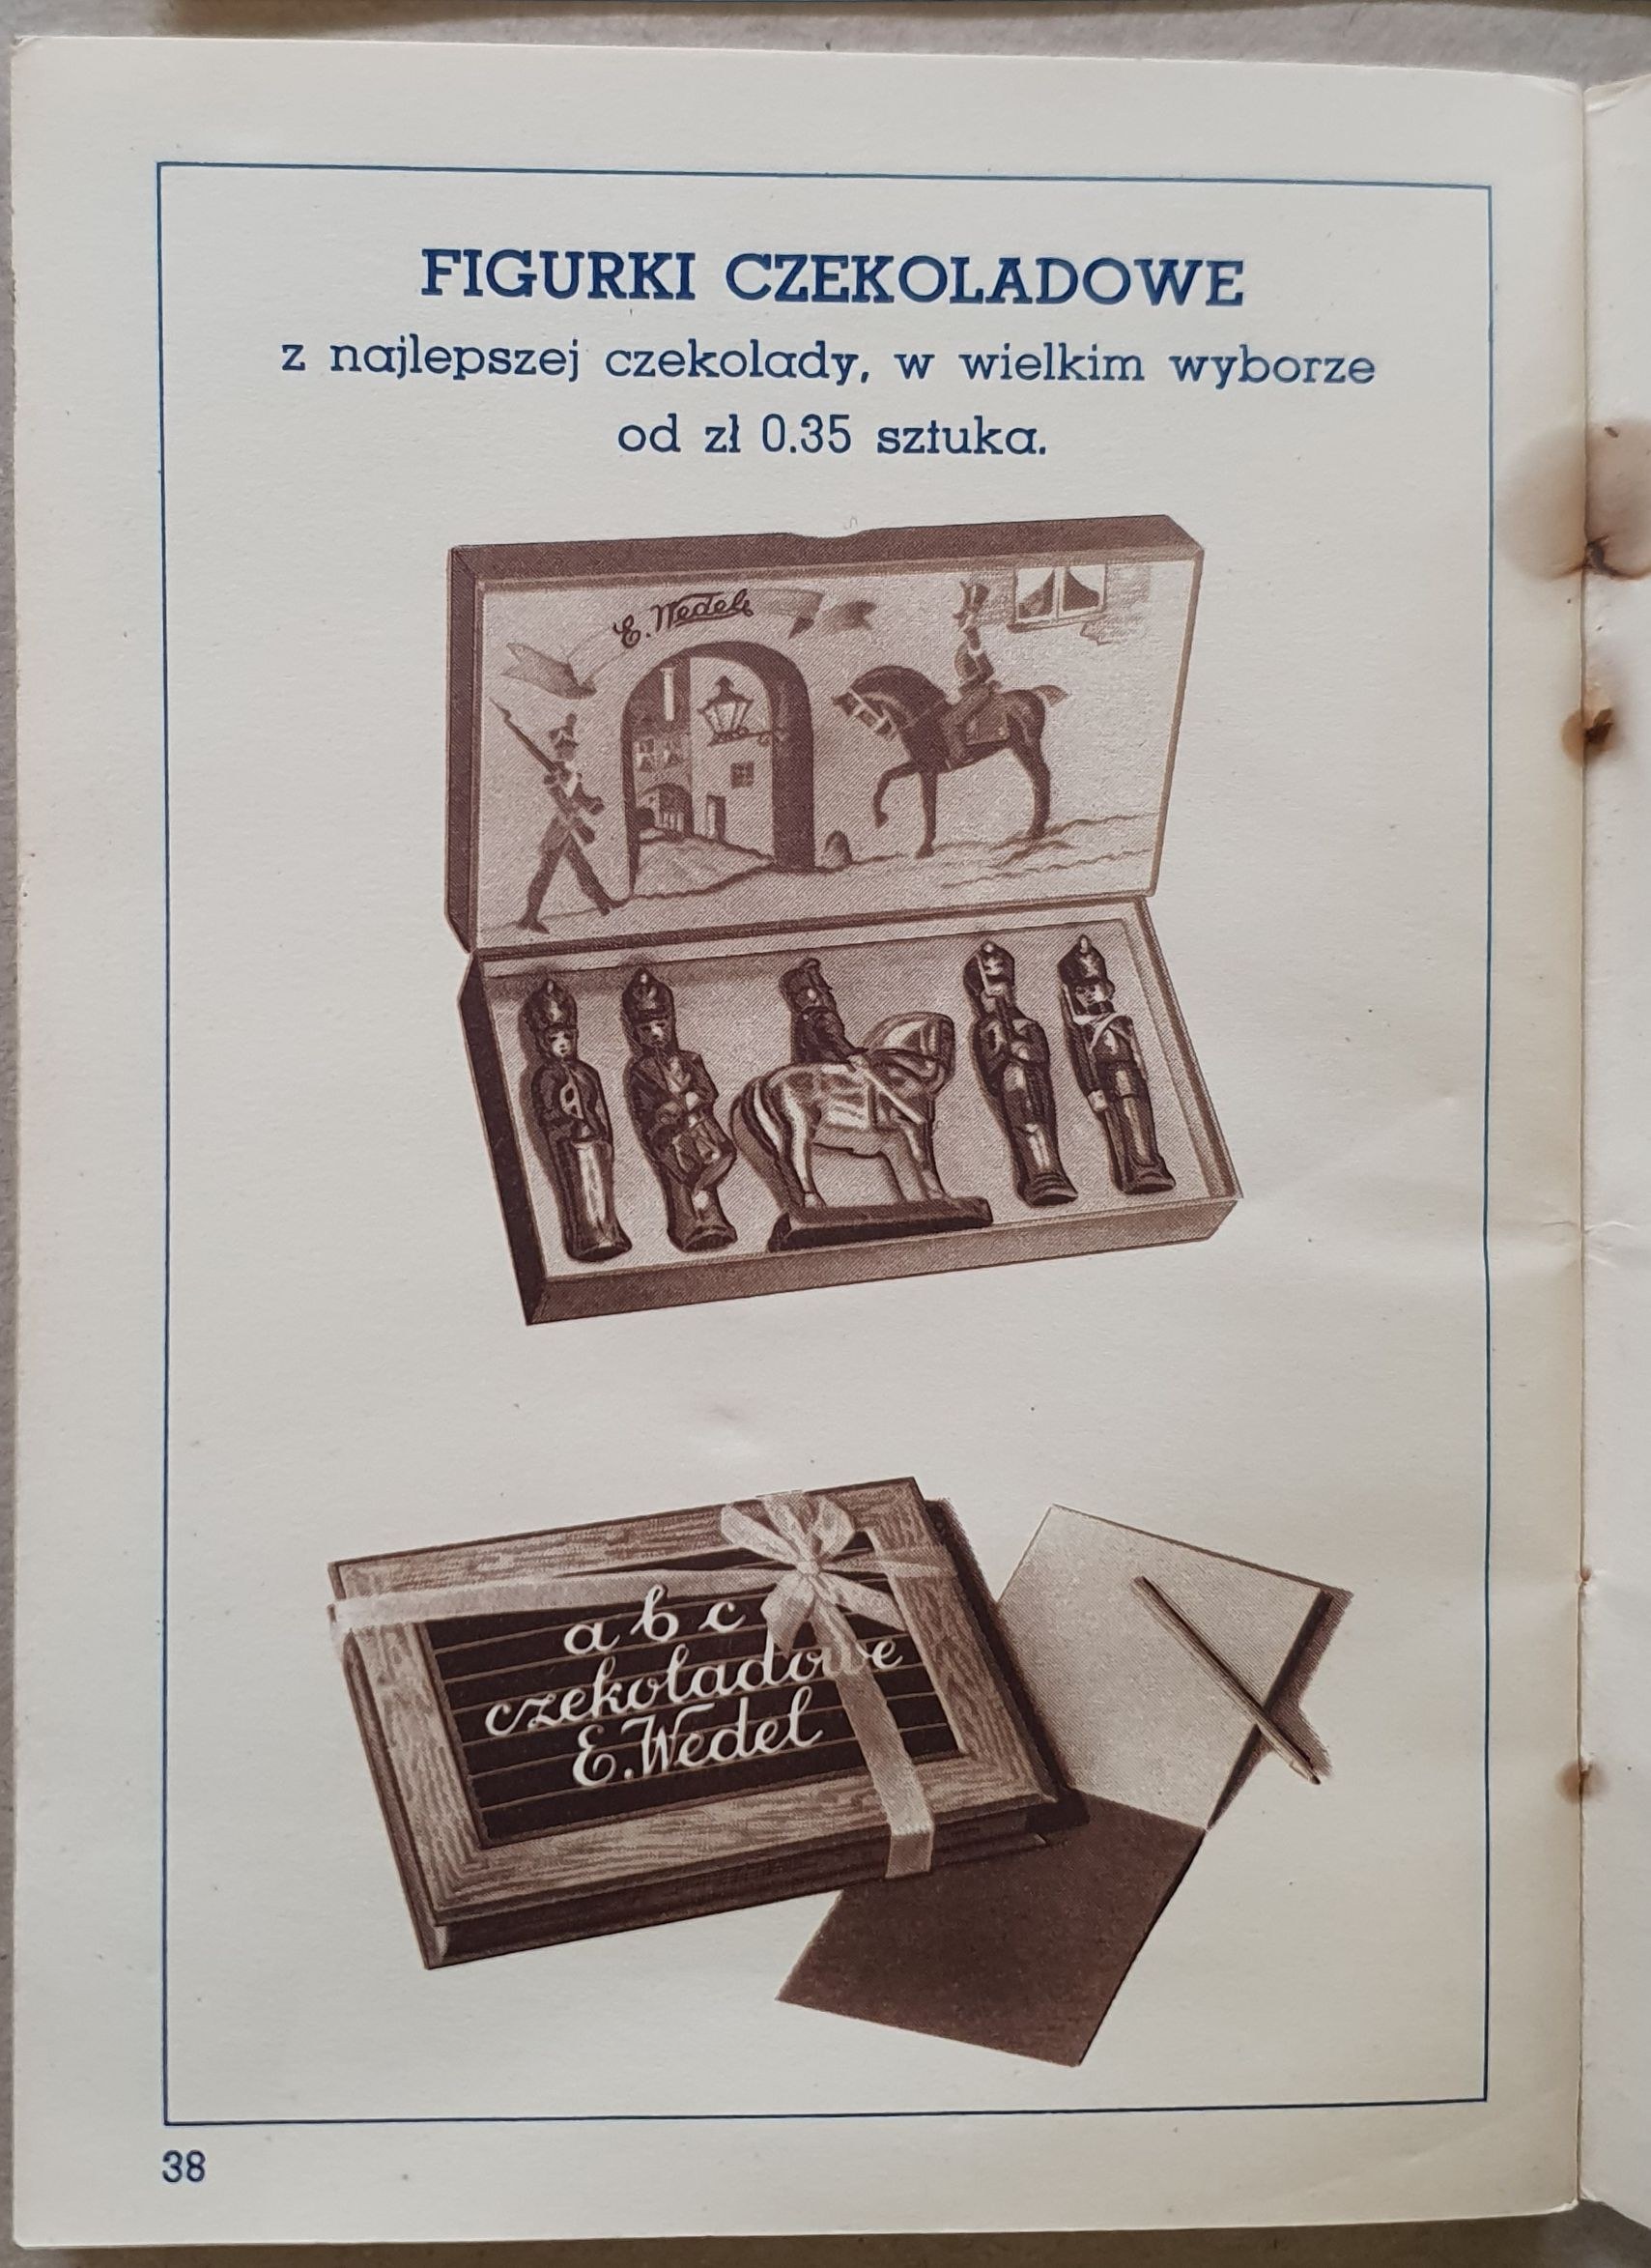 FIGURKI CZEKOLADOWE
z najlepszej czekolady, w wielkim wyborze
od zł 0.35 sztuka.
E. Wedel
a b c
czekoladowe
E. Wedel
38